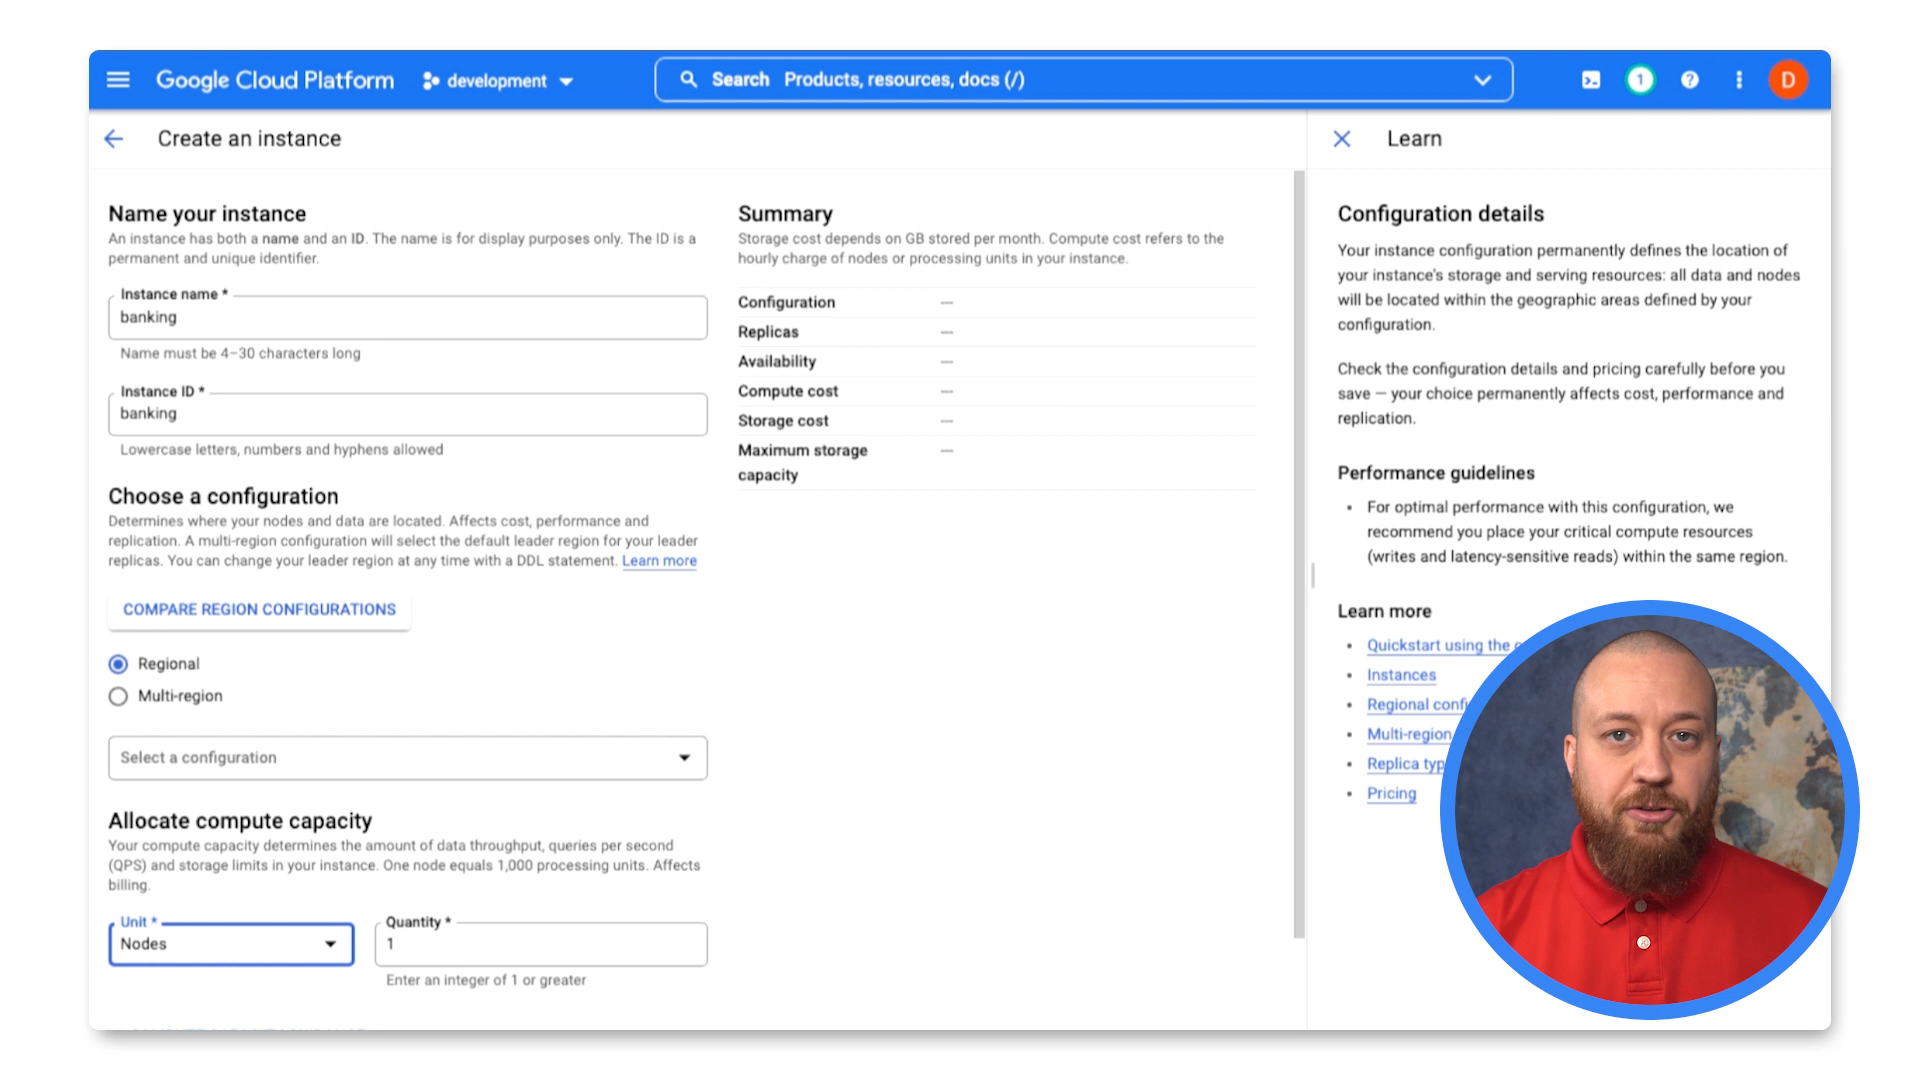 Google Cloud Platform
development
Search Products, resources, docs (/)
1
?
D
Create an instance
Learn
Name your instance
An instance has both a name and an ID. The name is for display purposes only. The ID is a
permanent and unique identifier.
Instance name *
banking
Name must be 4–30 characters long
Instance ID *
banking
Lowercase letters, numbers and hyphens allowed
Choose a configuration
Determines where your nodes and data are located. Affects cost, performance and
replication. A multi-region configuration will select the default leader region for your leader
replicas. You can change your leader region at any time with a DDL statement. Learn more
COMPARE REGION CONFIGURATIONS
Regional
Multi-region
Select a configuration
Allocate compute capacity
Your compute capacity determines the amount of data throughput, queries per second
(QPS) and storage limits in your instance. One node equals 1,000 processing units. Affects
billing.
Unit *
Nodes
Quantity *
1
Enter an integer of 1 or greater
Summary
Storage cost depends on GB stored per month. Compute cost refers to the
hourly charge of nodes or processing units in your instance.
Configuration —
Replicas —
Availability —
Compute cost —
Storage cost —
Maximum storage —
capacity
Configuration details
Your instance configuration permanently defines the location of
your instance's storage and serving resources: all data and nodes
will be located within the geographic areas defined by your
configuration.
Check the configuration details and pricing carefully before you
save — your choice permanently affects cost, performance and
replication.
Performance guidelines
• For optimal performance with this configuration, we
recommend you place your critical compute resources
(writes and latency-sensitive reads) within the same region.
Learn more
• Quickstart using the
• Instances
• Regional
• Multi-region
• Replica
• Pricing